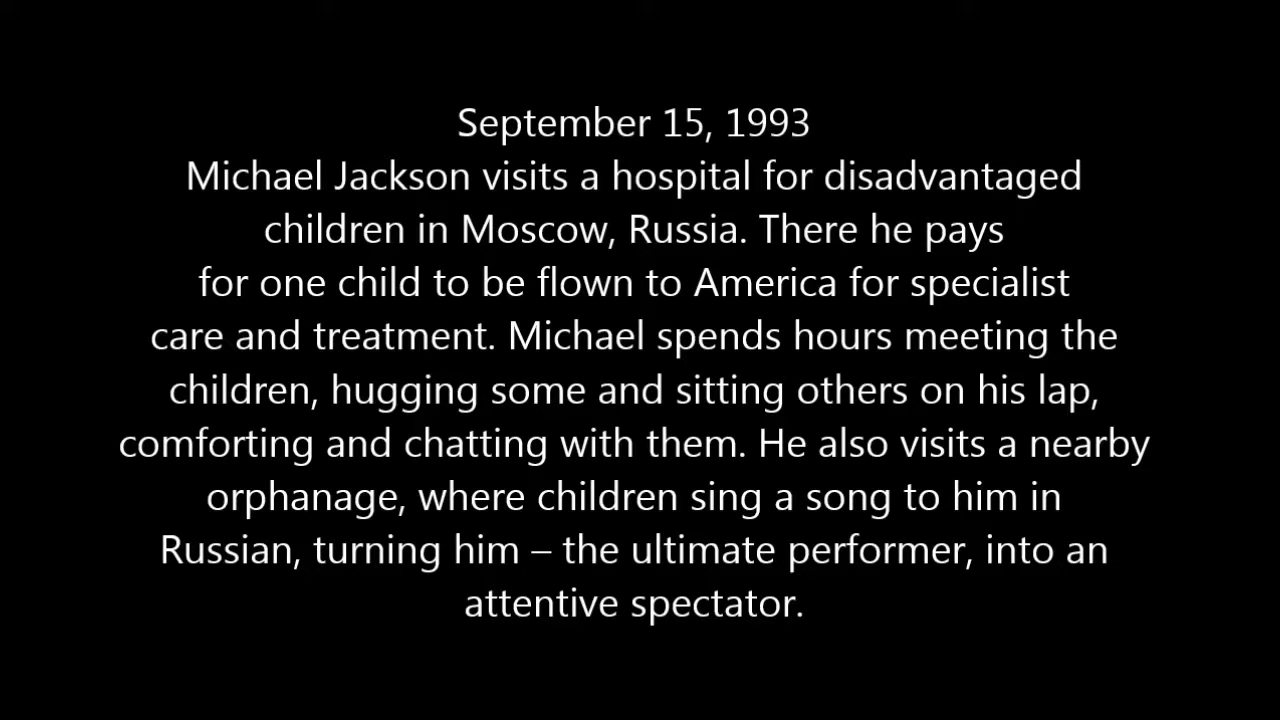 September 15, 1993
Michael Jackson visits a hospital for disadvantaged
children in Moscow, Russia. There he pays
for one child to be flown to America for specialist
care and treatment. Michael spends hours meeting the
children, hugging some and sitting others on his lap,
comforting and chatting with them. He also visits a nearby
orphanage, where children sing a song to him in
Russian, turning him – the ultimate performer, into an
attentive spectator.